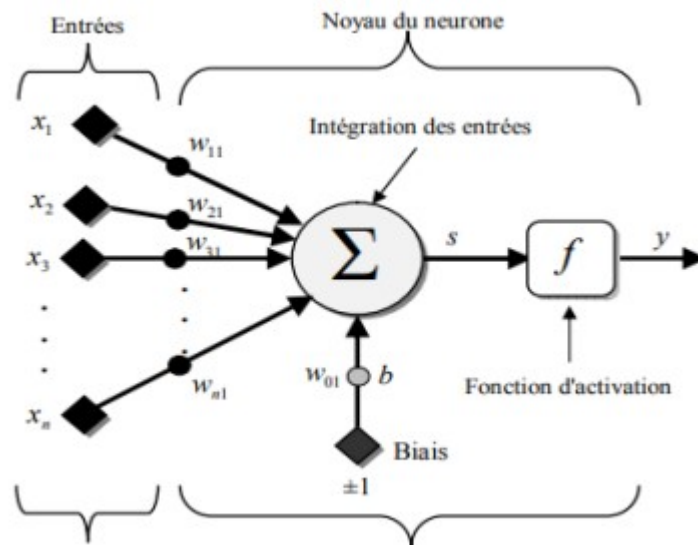 Entrées
Noyau du neurone
Intégration des entrées
x₁
w₁₁
x₂
w₂₁
x₃
w₃₁
Σ
s
f
y
xₙ
wₙ₁
w₀₁
b
Fonction d'activation
Biais
±1